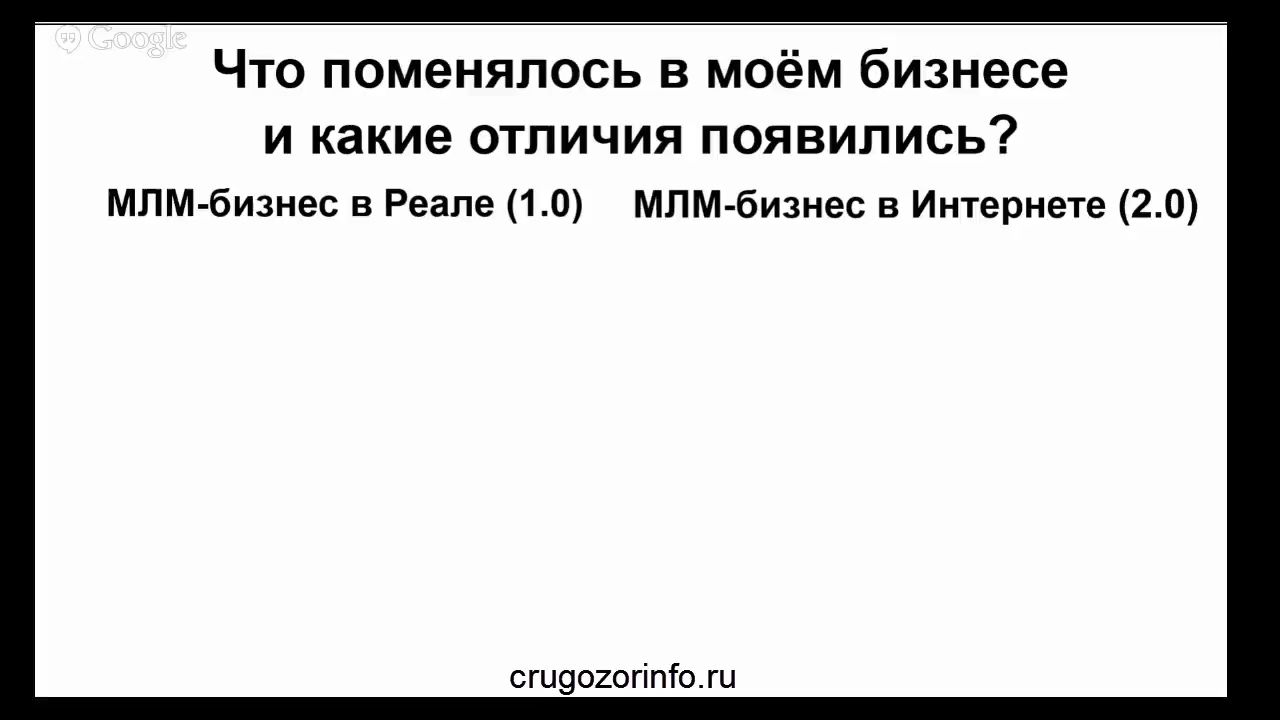 Google
Что поменялось в моём бизнесе
и какие отличия появились?
МЛМ-бизнес в Реале (1.0) МЛМ-бизнес в Интернете (2.0)
crugozorinfo.ru